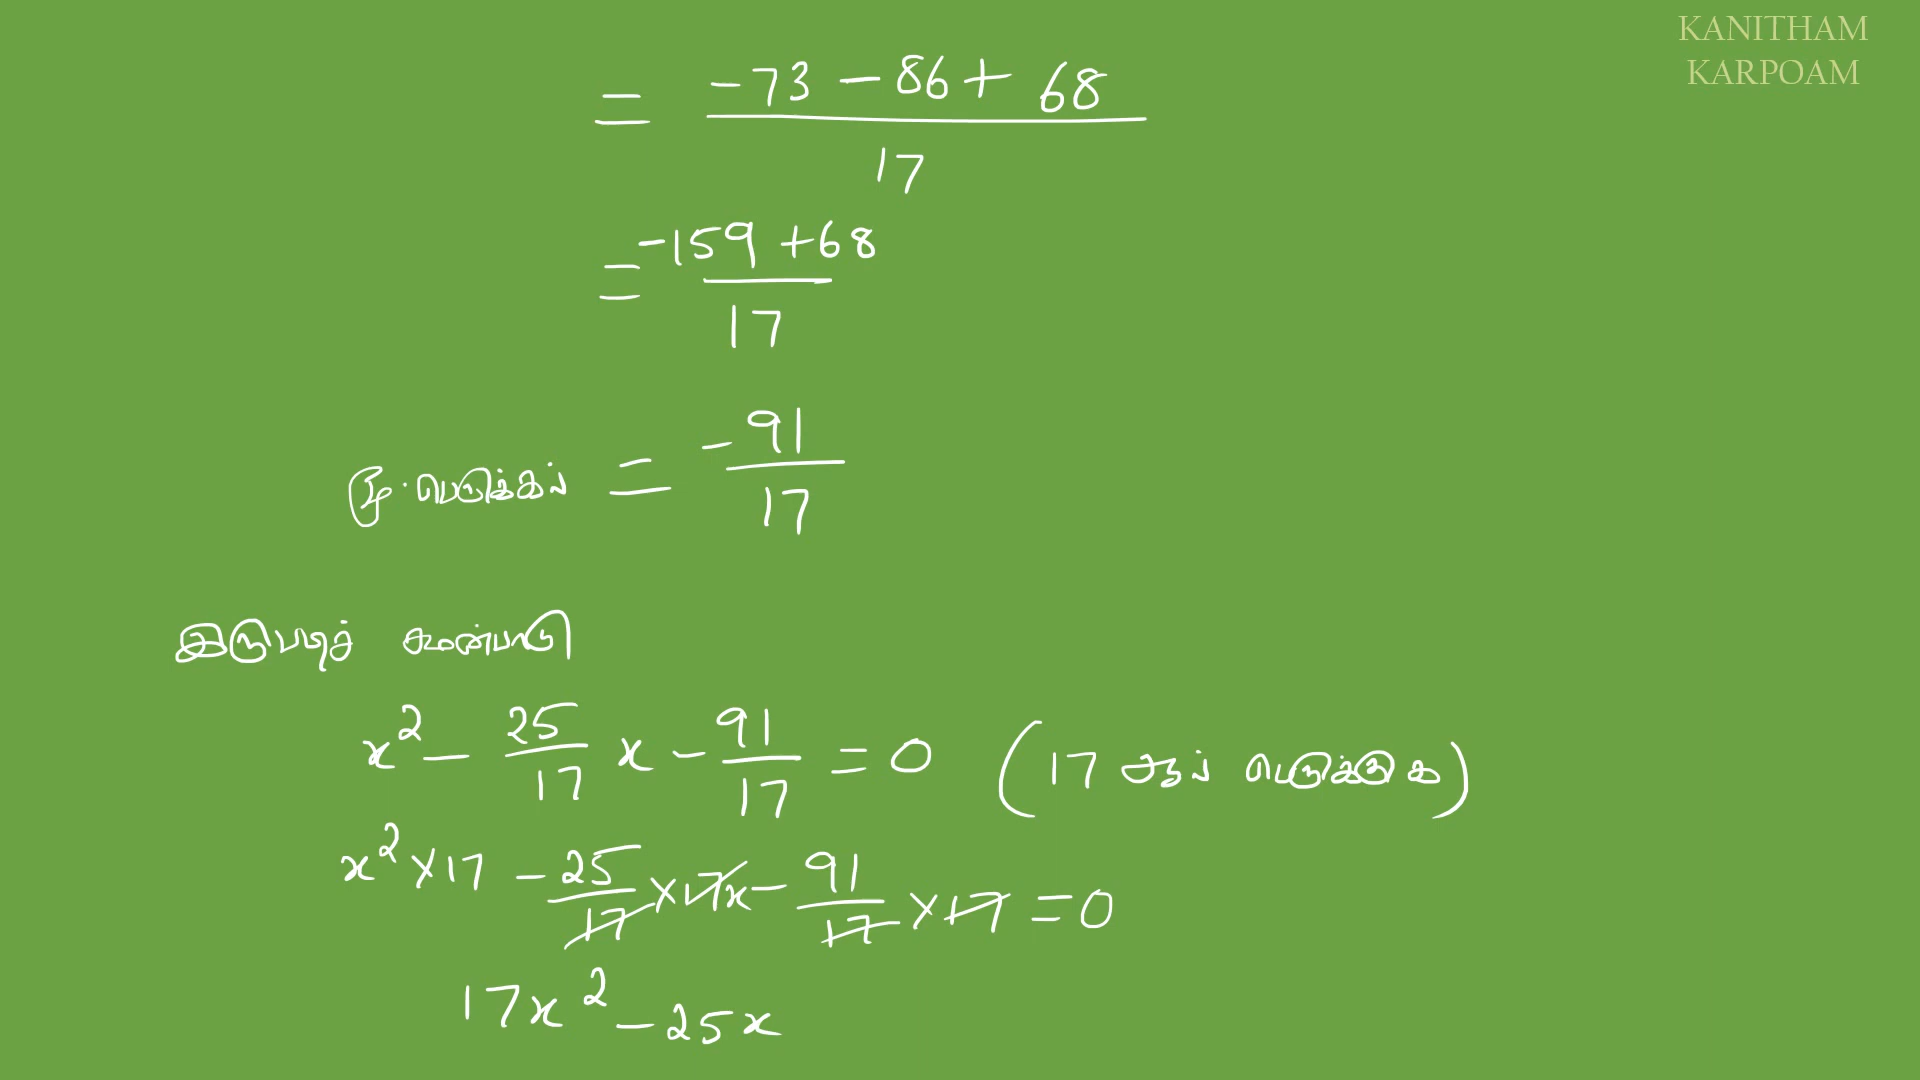 KANITHAM
KARPOAM
= (-73 - 86 + 68)/17
= (-159 + 68)/17
மூ.பெருக்கல் = -91/17
இருபடிச் சமன்பாடு
x² - 25/17 x - 91/17 = 0 (17 ஆல் பெருக்குக)
x² × 17 - 25/17 × 17x - 91/17 × 17 = 0
17x² - 25x